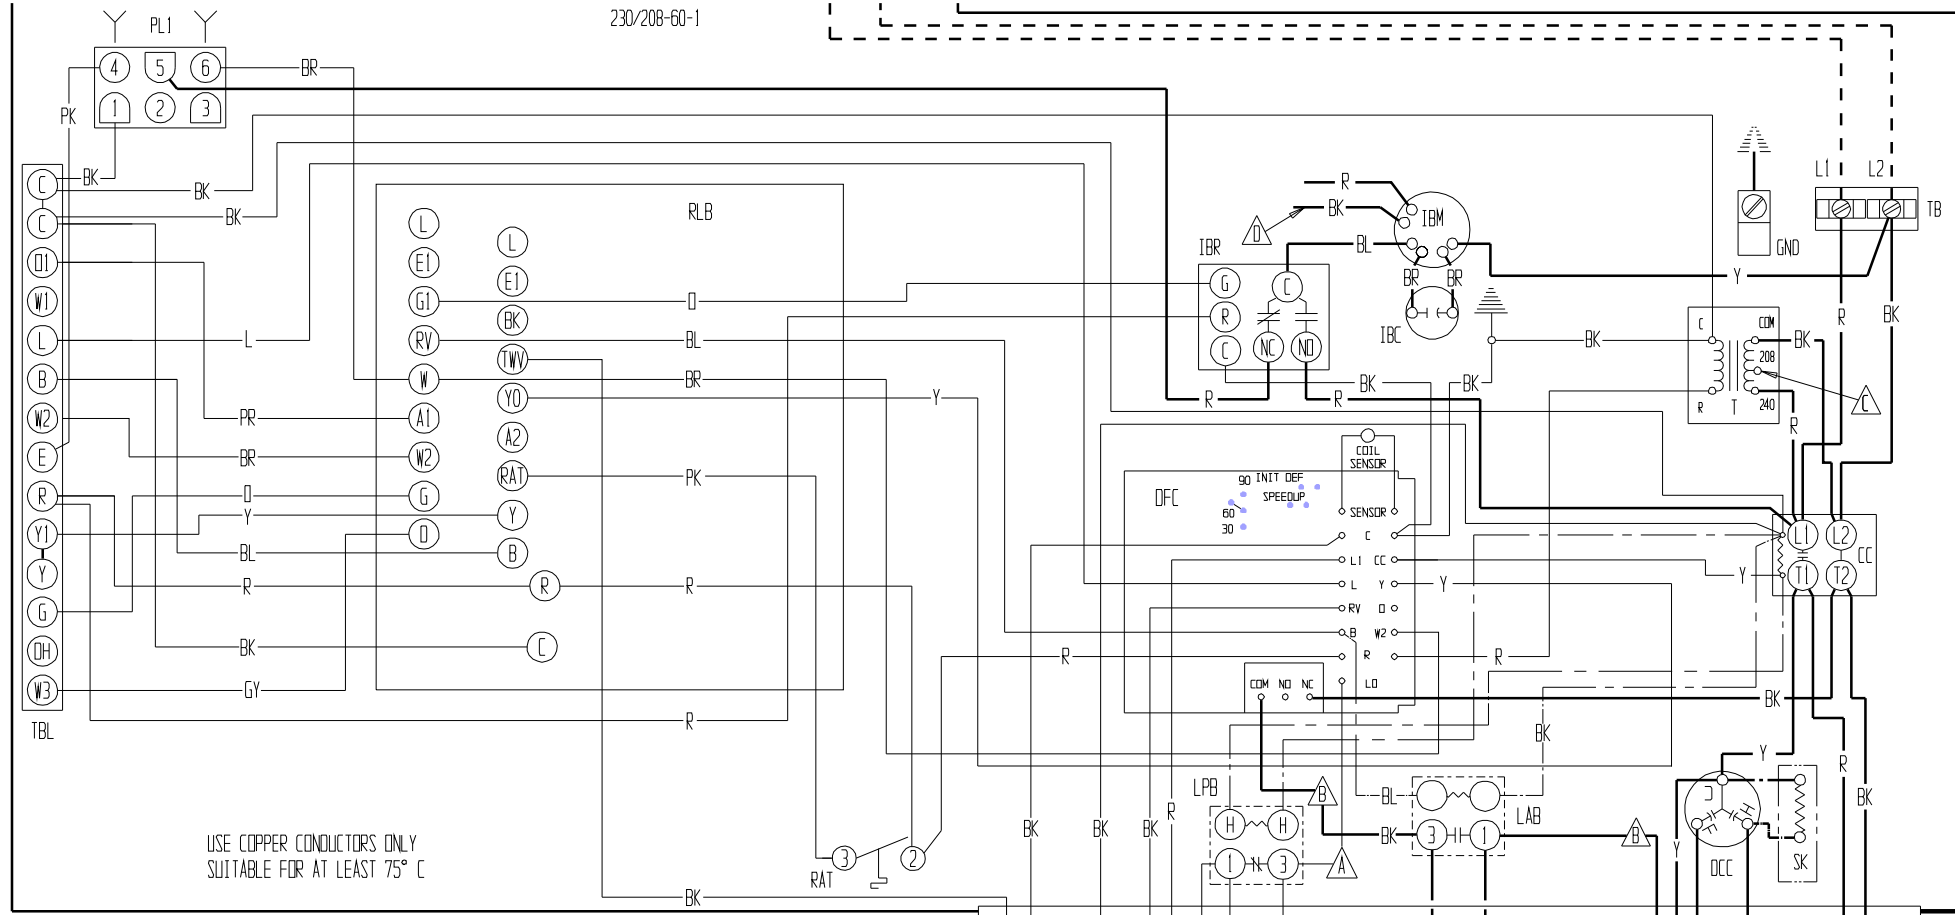 230/208-60-1
PL1
4 5 6
1 2 3
BR
PK
BK
BK
BK
C
C
O1
W1
L
B
W2
E
R
Y1
Y
G
OH
W3
TBL
L
PR
BR
O
Y
BL
R
BK
GY
RLB
L
E1
G1
RV
W
A1
W2
G
O
L
E1
BK
TWV
YO
A2
RAT
Y
B
R
C
O
BL
BR
Y
PK
R
R
BK
RAT
3
2
USE COPPER CONDUCTORS ONLY
SUITABLE FOR AT LEAST 75° C
R
BK
D
IBM
BL
BR BR
IBC
IBR
G
R
C
C
NC NO
R
R
BK
BK
BK
Y
GND
L1 L2
TB
R
BK
C COM
208
240
R T
BK
R
C
COIL
SENSOR
DFC
90 INIT DEF
SPEEDUP
60
30
SENSOR
C
L1 CC
L Y
RV O
B W2
R
LO
COM NO NC
Y
R
R
Y
L1 L2
T1 T2
CC
BK
BK
LPB
H H
1 3
A
B
BL
BK
3 1
LAB
B
BK
BK
BK
R
Y
R
BK
Y
C
F
H
OCC
SK